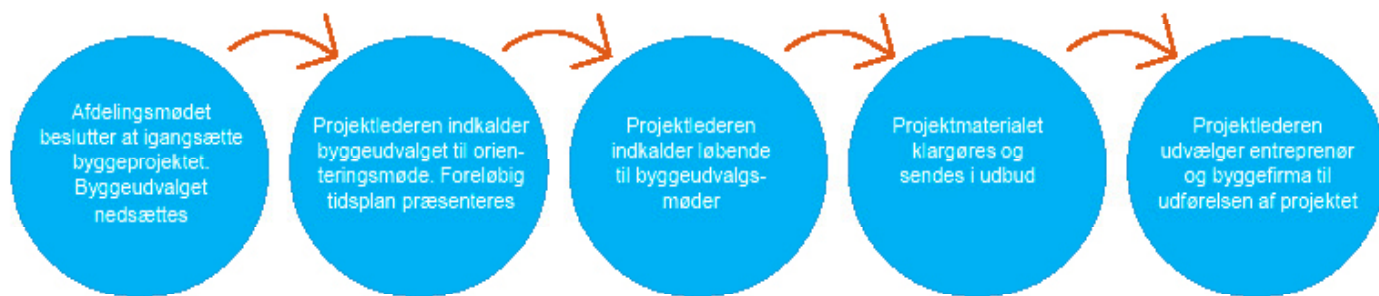 Afdelingsmødet
beslutter at igangsætte
byggeprojektet.
Byggeudvalget
nedsættes
Projektlederen indkalder
byggeudvalget til orien-
teringsmøde. Foreløbig
tidsplan præsenteres
Projektlederen
indkalder løbende
til byggeudvalgs-
møder
Projektmaterialet
klargøres og
sendes i udbud
Projektlederen
udvælger entreprenør
og byggefirma til
udførelsen af projektet